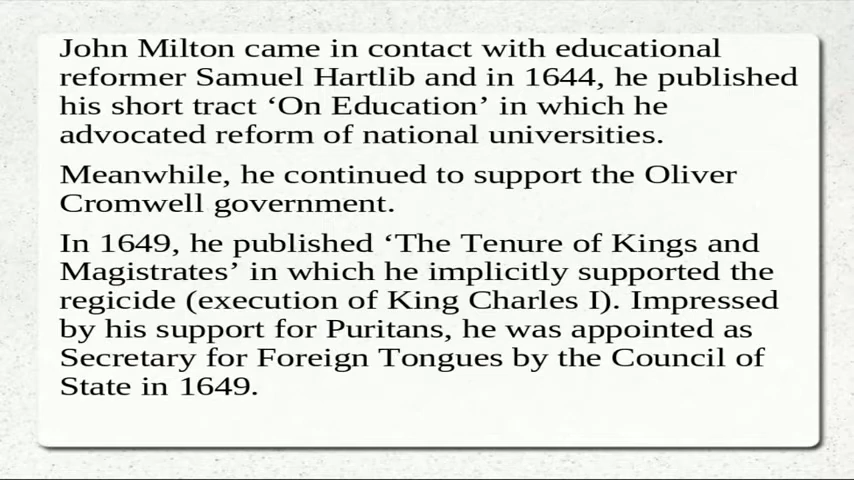 John Milton came in contact with educational
reformer Samuel Hartlib and in 1644, he published
his short tract ‘On Education’ in which he
advocated reform of national universities.
Meanwhile, he continued to support the Oliver
Cromwell government.
In 1649, he published ‘The Tenure of Kings and
Magistrates’ in which he implicitly supported the
regicide (execution of King Charles I). Impressed
by his support for Puritans, he was appointed as
Secretary for Foreign Tongues by the Council of
State in 1649.